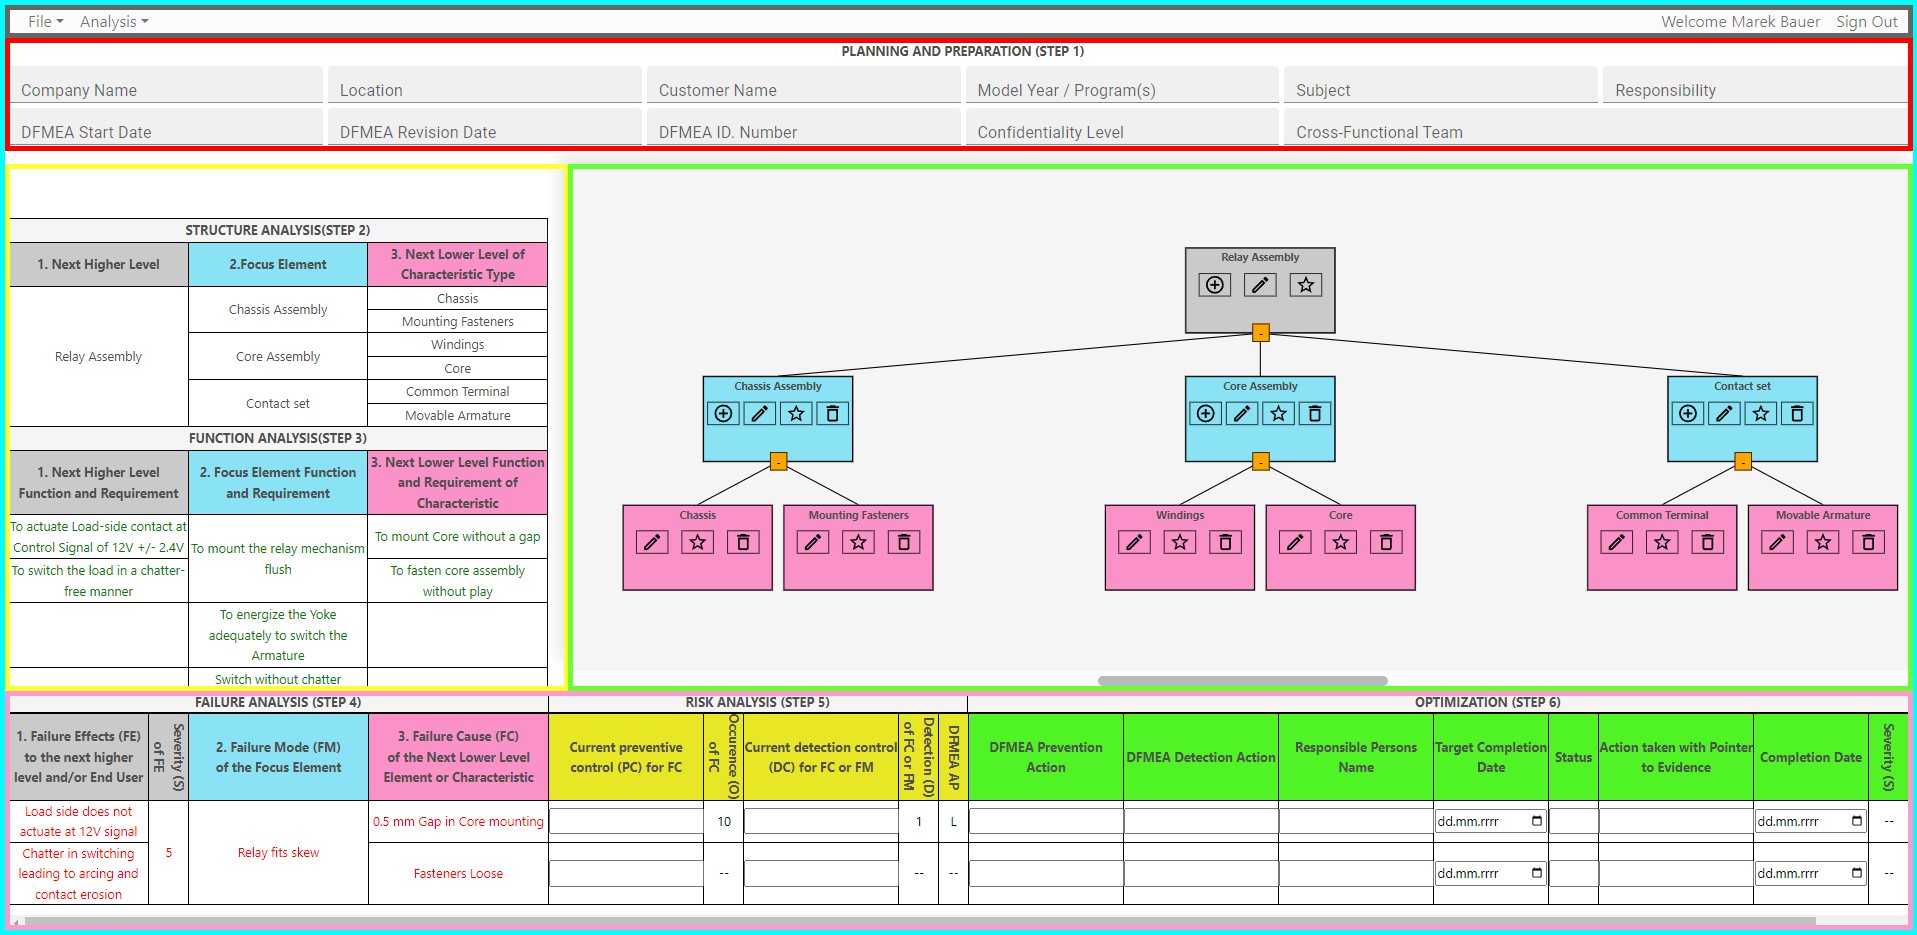 File Analysis Welcome Marek Bauer Sign Out
PLANNING AND PREPARATION (STEP 1)
Company Name Location Customer Name Model Year / Program(s) Subject Responsibility
DFMEA Start Date DFMEA Revision Date DFMEA ID. Number Confidentiality Level Cross-Functional Team
STRUCTURE ANALYSIS(STEP 2)
1. Next Higher Level
2.Focus Element
3. Next Lower Level of
Characteristic Type
Relay Assembly
Chassis Assembly
Chassis
Mounting Fasteners
Core Assembly
Windings
Core
Contact set
Common Terminal
Movable Armature
FUNCTION ANALYSIS(STEP 3)
1. Next Higher Level
Function and Requirement
2. Focus Element Function
and Requirement
3. Next Lower Level Function
and Requirement of
Characteristic
To actuate Load-side contact at
Control Signal of 12V +/- 2.4V
To switch the load in a chatter-
free manner
To mount the relay mechanism
flush
To mount Core without a gap
To fasten core assembly
without play
To energize the Yoke
adequately to switch the
Armature
Switch without chatter
Relay Assembly
-
Chassis Assembly
-
Core Assembly
-
Contact set
-
Chassis
Mounting Fasteners
Windings
Core
Common Terminal
Movable Armature
FAILURE ANALYSIS (STEP 4) RISK ANALYSIS (STEP 5) OPTIMIZATION (STEP 6)
1. Failure Effects (FE)
to the next higher
level and/or End User
Severity (S)
of FE
2. Failure Mode (FM)
of the Focus Element
3. Failure Cause (FC)
of the Next Lower Level
Element or Characteristic
Current preventive
control (PC) for FC
Occurence (O)
of FC
Current detection control
(DC) for FC or FM
Detection (D)
of FC or FM
DFMEA AP
DFMEA Prevention
Action
DFMEA Detection Action
Responsible Persons
Name
Target Completion
Date
Status
Action taken with Pointer
to Evidence
Completion Date
Severity (S)
Load side does not
actuate at 12V signal
Chatter in switching
leading to arcing and
contact erosion
5
Relay fits skew
0.5 mm Gap in Core mounting 10 1 L dd.mm.rrrr dd.mm.rrrr --
Fasteners Loose -- -- -- dd.mm.rrrr dd.mm.rrrr --